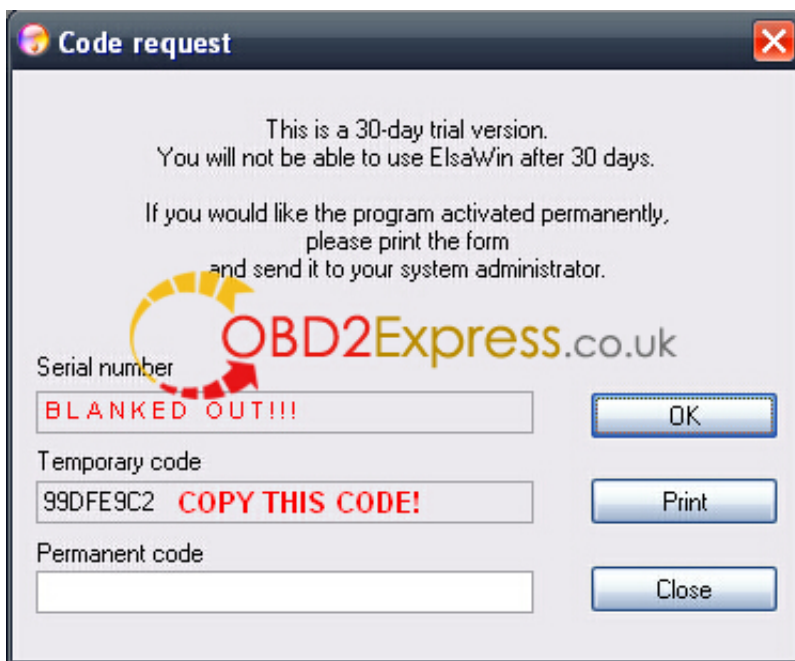 Code request
This is a 30-day trial version.
You will not be able to use ElsaWin after 30 days.
If you would like the program activated permanently,
please print the form
and send it to your system administrator.
OBD2Express.co.uk
Serial number
BLANKED OUT!!!
OK
Temporary code
99DFE9C2 COPY THIS CODE!
Print
Permanent code
Close